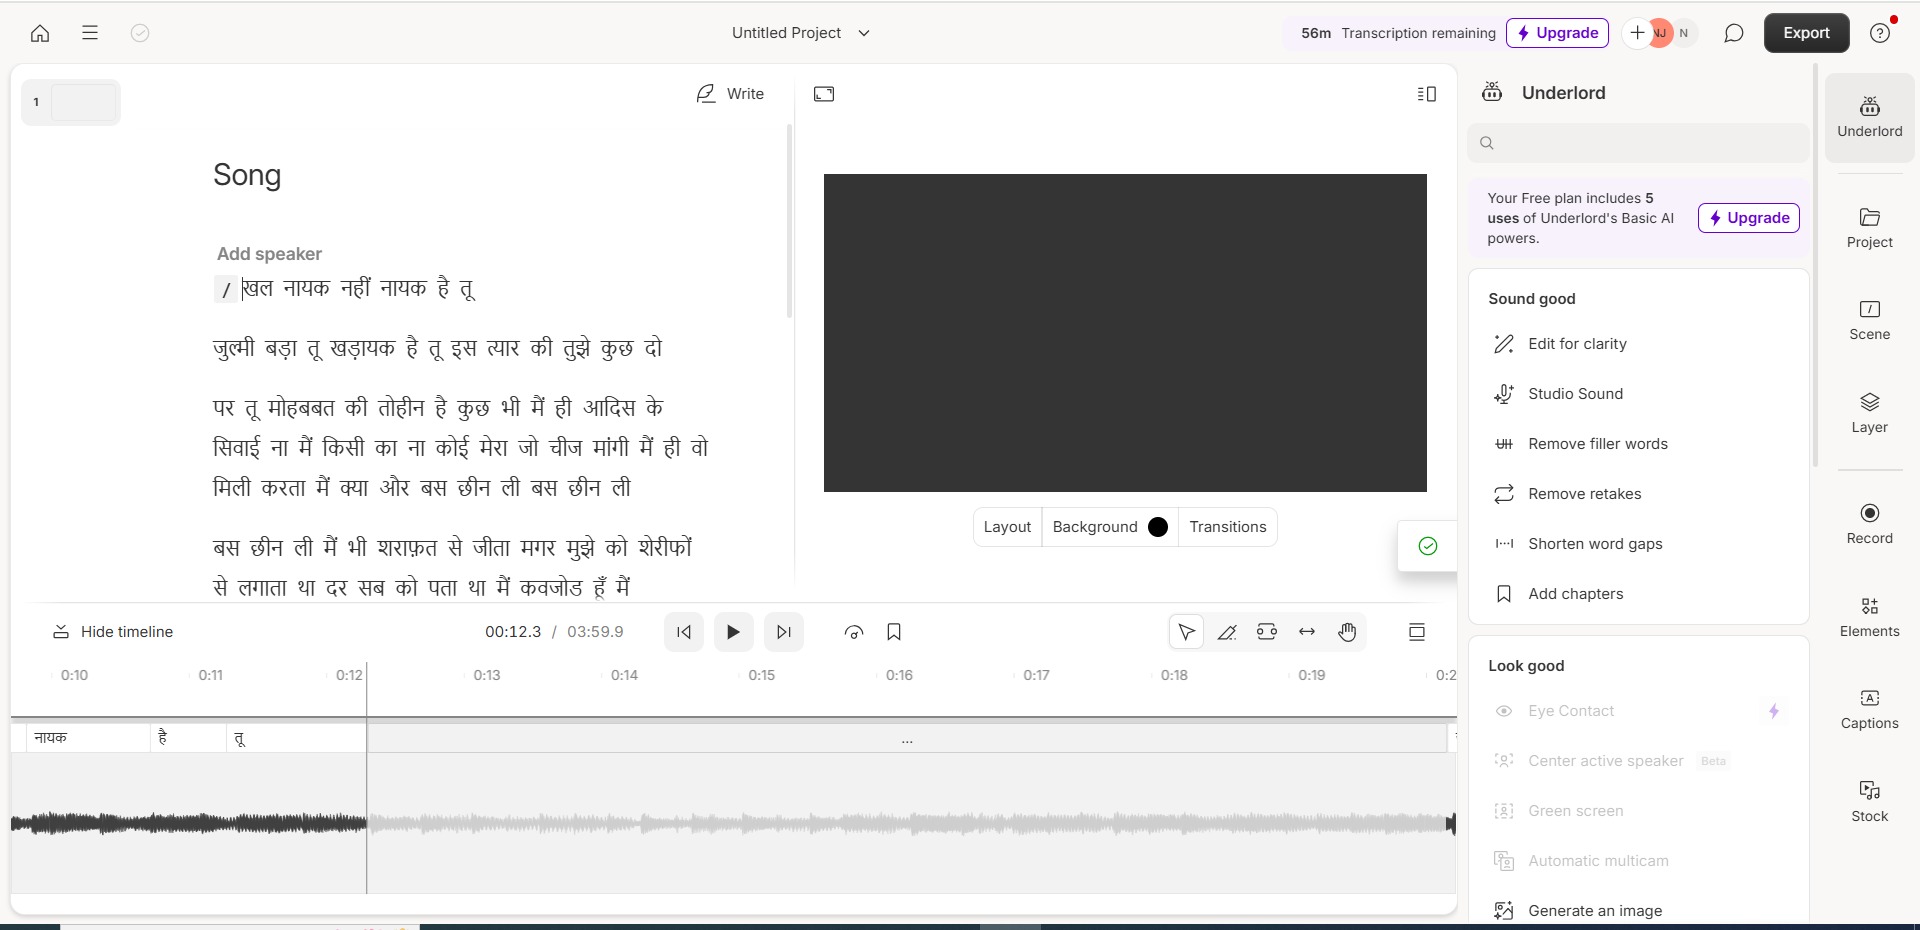 Untitled Project
56m Transcription remaining
Upgrade
NJ
N
Export
1
Write
Song
Add speaker
/ खल नायक नहीं नायक है तू
जुल्मी बड़ा तू खड़ायक है तू इस त्यार की तुझे कुछ दो
पर तू मोहबबत की तोहीन है कुछ भी मैं ही आदिस के
सिवाई ना मैं किसी का ना कोई मेरा जो चीज मांगी मैं ही वो
मिली करता मैं क्या और बस छीन ली बस छीन ली
बस छीन ली मैं भी शराफ़त से जीता मगर मुझे को शेरीफों
से लगाता था दर सब को पता था मैं कवजोड हूँ मैं
Layout
Background
Transitions
Hide timeline
00:12.3 / 03:59.9
0:10 0:11 0:12 0:13 0:14 0:15 0:16 0:17 0:18 0:19 0:2
नायक है तू ...
Underlord
Your Free plan includes 5
uses of Underlord's Basic AI
powers.
Upgrade
Sound good
Edit for clarity
Studio Sound
Remove filler words
Remove retakes
Shorten word gaps
Add chapters
Look good
Eye Contact
Center active speaker Beta
Green screen
Automatic multicam
Generate an image
Underlord
Project
Scene
Layer
Record
Elements
Captions
Stock